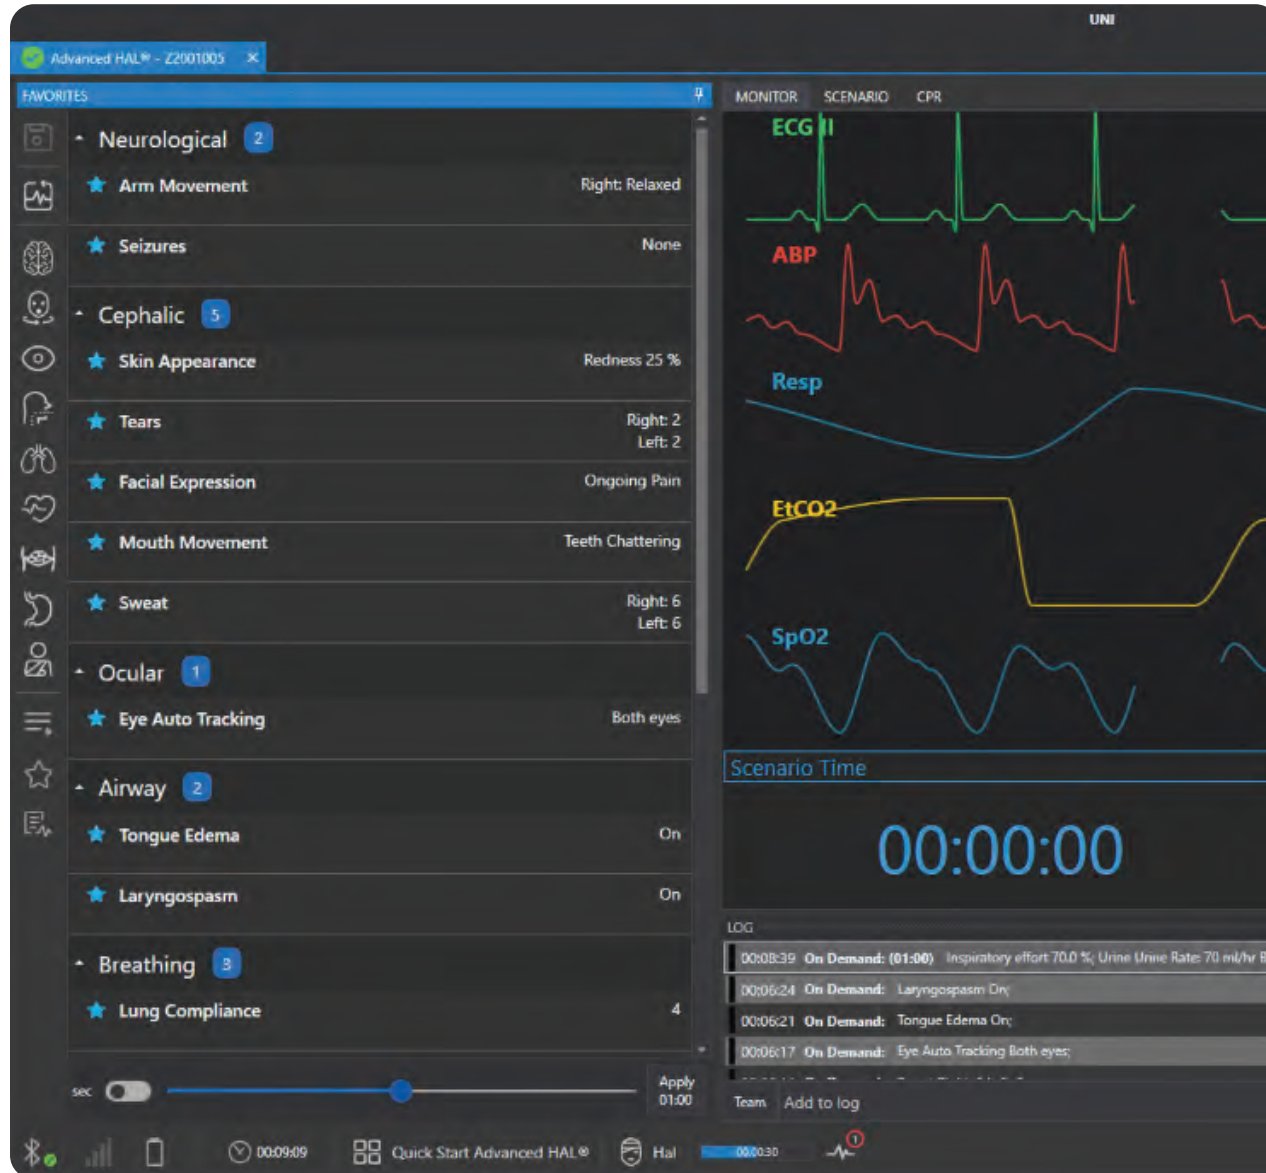 UNI
Advanced HAL® - Z2001005 ×
FAVORITES
Neurological 2
Arm Movement Right: Relaxed
Seizures None
Cephalic 5
Skin Appearance Redness 25 %
Tears Right: 2
Left: 2
Facial Expression Ongoing Pain
Mouth Movement Teeth Chattering
Sweat Right: 6
Left: 6
Ocular 1
Eye Auto Tracking Both eyes
Airway 2
Tongue Edema On
Laryngospasm On
Breathing 3
Lung Compliance 4
sec
Apply
01:00
MONITOR SCENARIO CPR
ECG II
ABP
Resp
EtCO2
SpO2
Scenario Time
00:00:00
LOG
00:08:39 On Demand: (01:00) Inspiratory effort 70.0 %; Urine Urine Rate: 70 ml/hr
00:06:24 On Demand: Laryngospasm On;
00:06:21 On Demand: Tongue Edema On;
00:06:17 On Demand: Eye Auto Tracking Both eyes;
Team Add to log
00:09:09 Quick Start Advanced HAL® Hal 00:00:30 1